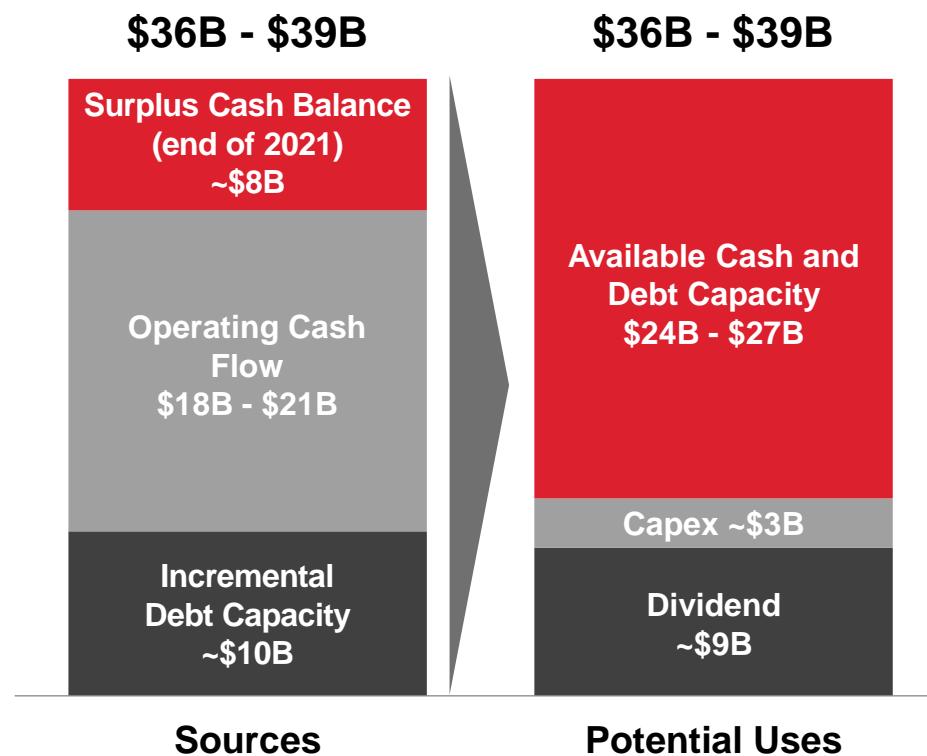 $36B - $39B
$36B - $39B
Surplus Cash Balance
(end of 2021)
~$8B
Operating Cash
Flow
$18B - $21B
Incremental
Debt Capacity
~$10B
Available Cash and
Debt Capacity
$24B - $27B
Capex ~$3B
Dividend
~$9B
Sources
Potential Uses